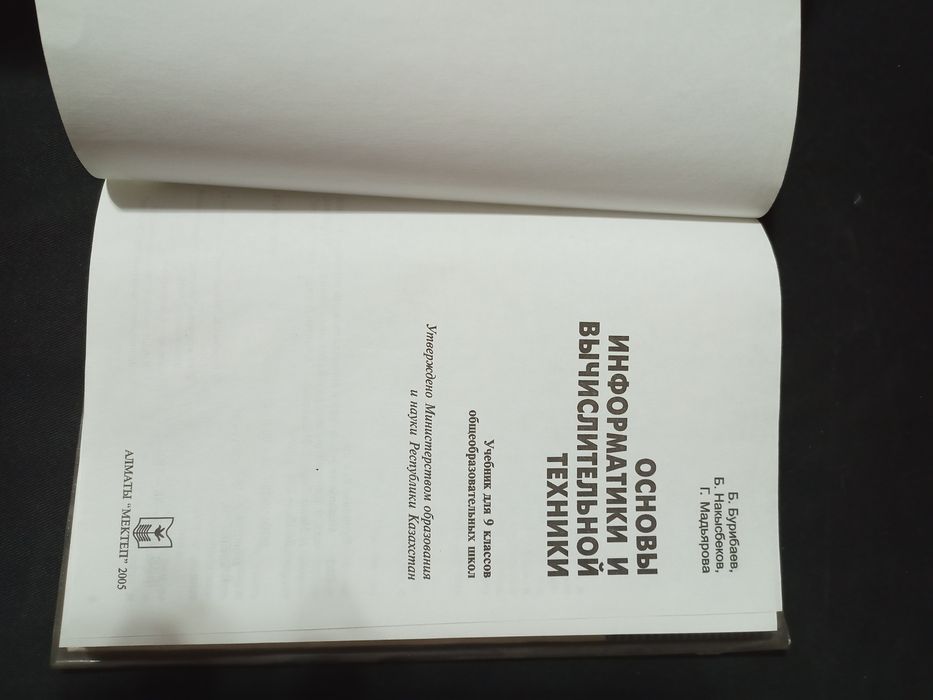 Б. Бурибаев,
Б. Накысбеков,
Г. Мадьярова
ОСНОВЫ
ИНФОРМАТИКИ И
ВЫЧИСЛИТЕЛЬНОЙ
ТЕХНИКИ
Учебник для 9 классов
общеобразовательных школ
Утверждено Министерством образования
и науки Республики Казахстан
АЛМАТЫ "МЕКТЕП" 2005